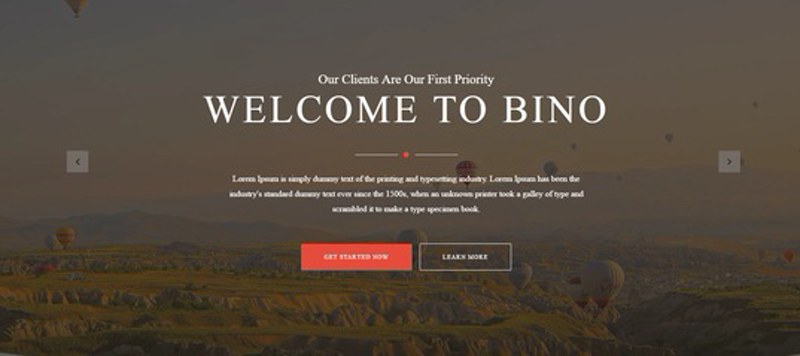 Our Clients Are Our First Priority
WELCOME TO BINO
Lorem Ipsum is simply dummy text of the printing and typesetting industry. Lorem Ipsum has been the
industry's standard dummy text ever since the 1500s, when an unknown printer took a galley of type and
scrambled it to make a type specimen book.
GET STARTED NOW LEARN MORE